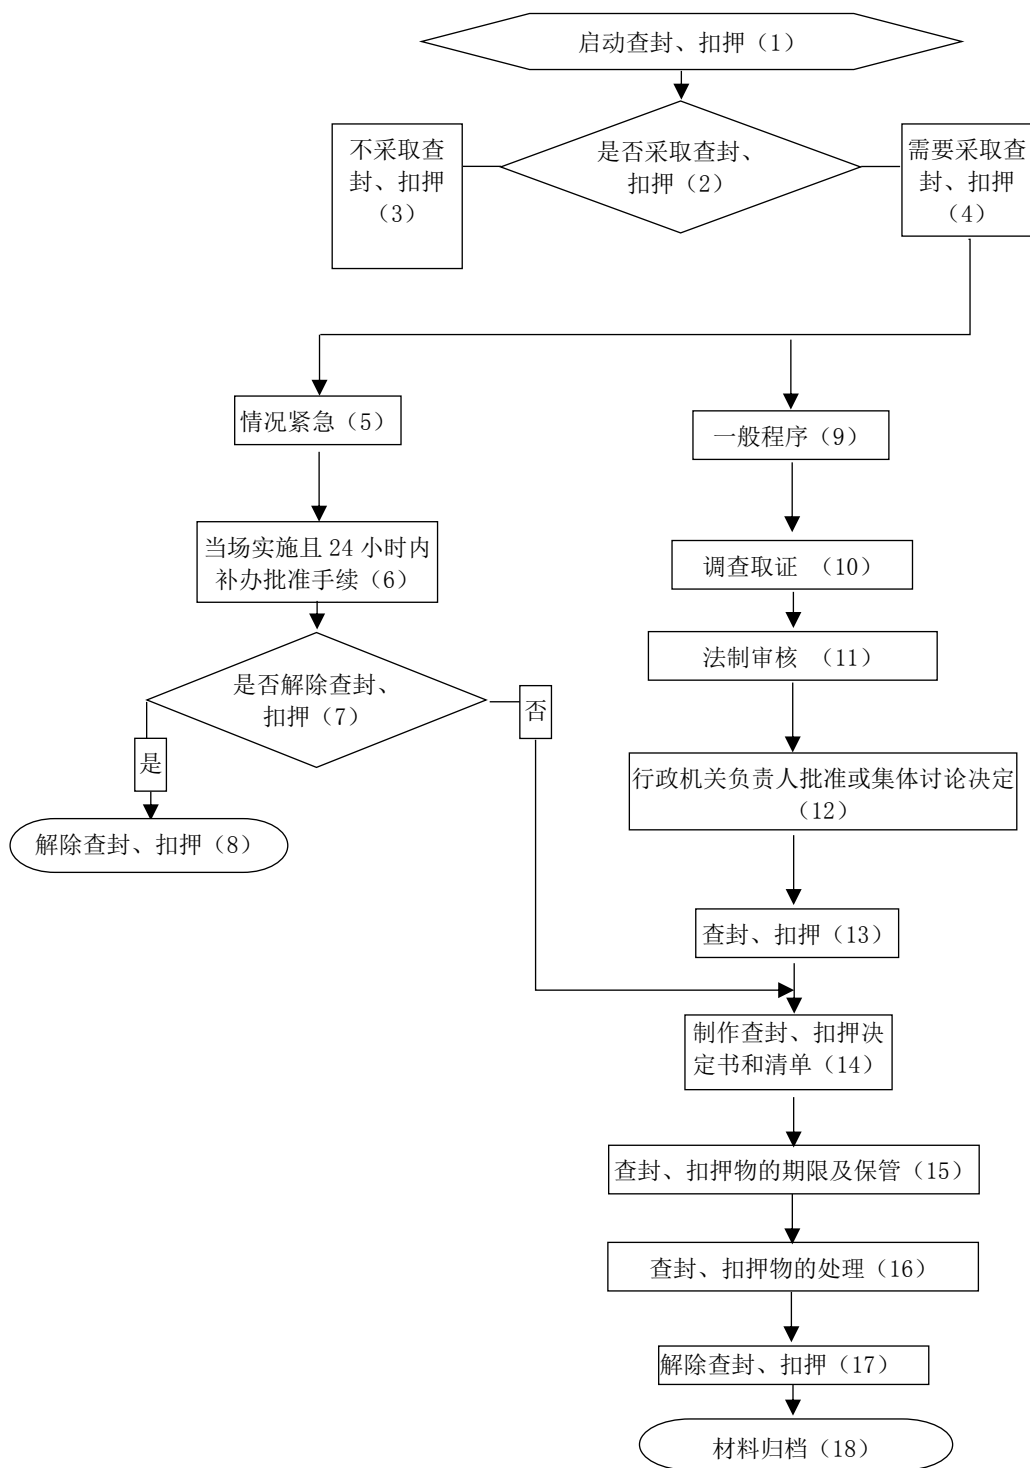 启动查封、扣押（1）
不采取查
封、扣押
（3）
是否采取查封、
扣押（2）
需要采取查
封、扣押
（4）
情况紧急（5）
一般程序（9）
当场实施且 24 小时内
补办批准手续（6）
调查取证 （10）
法制审核 （11）
是否解除查封、
扣押（7）
否
是
行政机关负责人批准或集体讨论决定
（12）
解除查封、扣押（8）
查封、扣押（13）
制作查封、扣押决
定书和清单（14）
查封、扣押物的期限及保管（15）
查封、扣押物的处理（16）
解除查封、扣押（17）
材料归档（18）